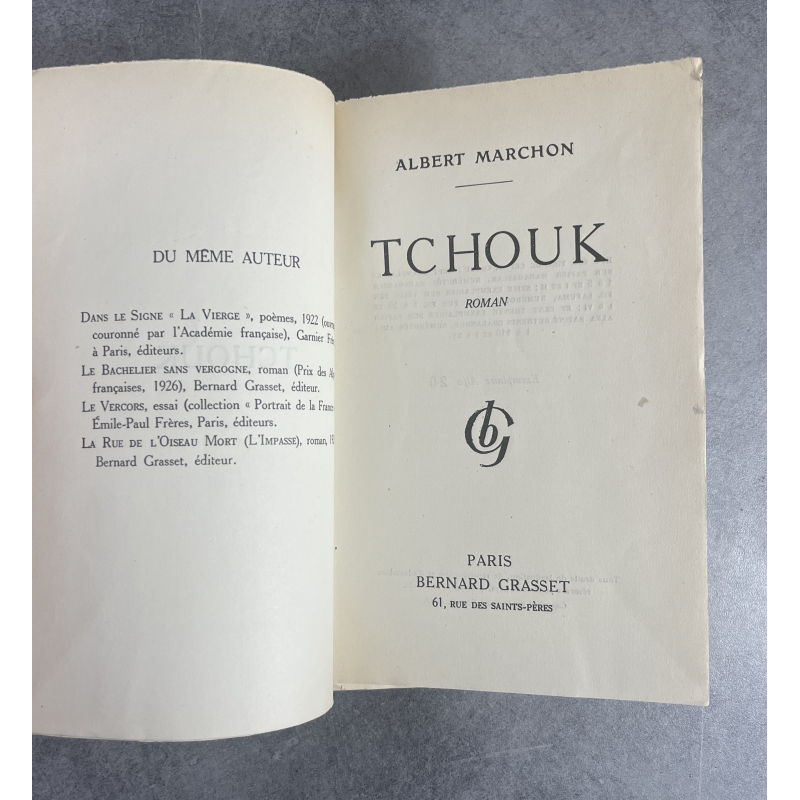 DU MÊME AUTEUR
DANS LE SIGNE « LA VIERGE », poèmes, 1922
couronné par l'Académie française), Garnier
à Paris, éditeurs.
LE BACHELIER SANS VERGOGNE, roman (Prix des
françaises, 1926), Bernard Grasset, éditeur.
LE VERCORS, essai (collection « Portrait de la France
Émile-Paul Frères, Paris, éditeurs.
LA RUE DE L'OISEAU MORT (L'IMPASSE), roman,
Bernard Grasset, éditeur.
ALBERT MARCHON
TCHOUK
ROMAN
PARIS
BERNARD GRASSET
61, RUE DES SAINTS-PÈRES